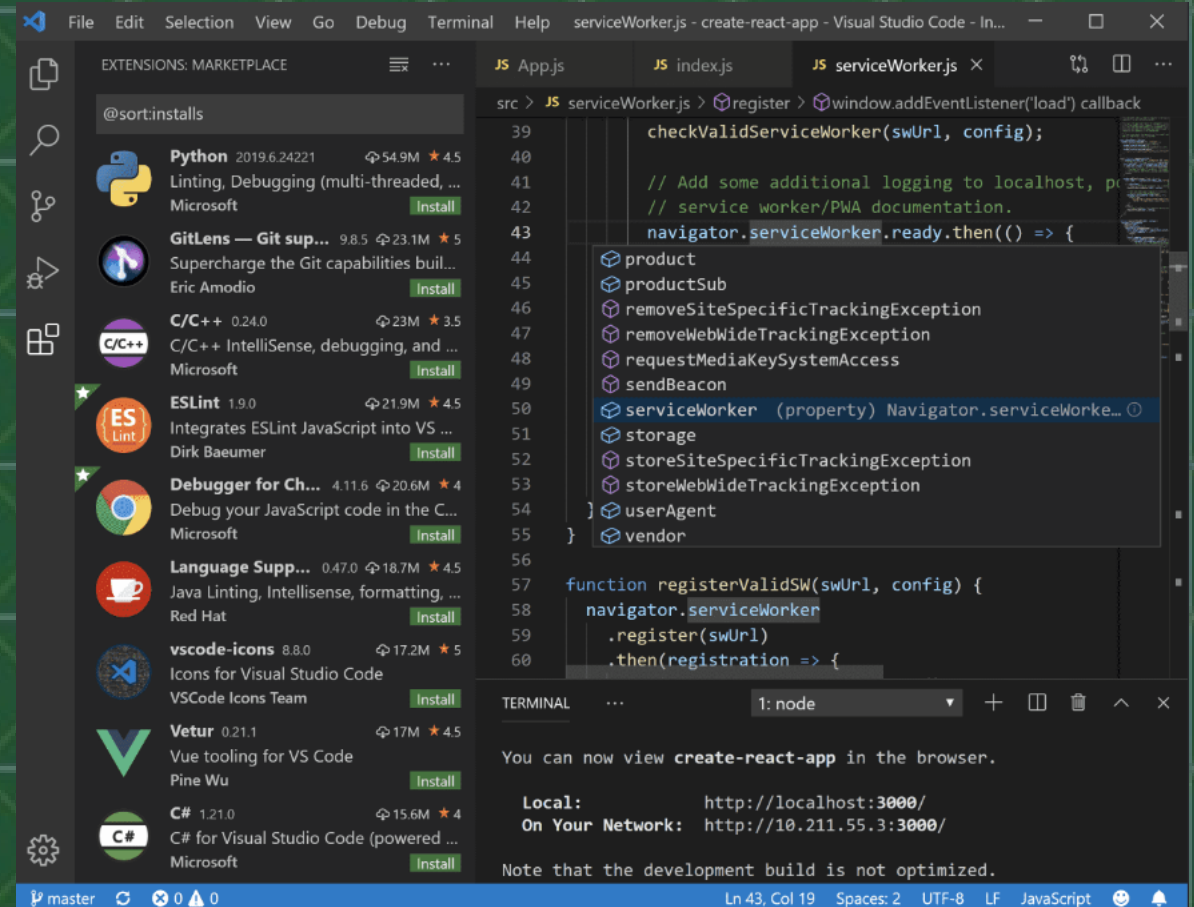 File Edit Selection View Go Debug Terminal Help serviceWorker.js - create-react-app - Visual Studio Code - In...
EXTENSIONS: MARKETPLACE
@sort:installs
Python 2019.6.24221 54.9M 4.5
Linting, Debugging (multi-threaded, ...
Microsoft Install
GitLens — Git sup... 9.8.5 23.1M 5
Supercharge the Git capabilities buil...
Eric Amodio Install
C/C++
C/C++ 0.24.0 23M 3.5
C/C++ IntelliSense, debugging, and ...
Microsoft Install
ES
Lint
ESLint 1.9.0 21.9M 4.5
Integrates ESLint JavaScript into VS ...
Dirk Baeumer Install
Debugger for Ch... 4.11.6 20.6M 4
Debug your JavaScript code in the C...
Microsoft Install
Language Supp... 0.47.0 18.7M 4.5
Java Linting, Intellisense, formatting, ...
Red Hat Install
vscode-icons 8.8.0 17.2M 5
Icons for Visual Studio Code
VSCode Icons Team Install
Vetur 0.21.1 17M 4.5
Vue tooling for VS Code
Pine Wu Install
C#
C# 1.21.0 15.6M 4
C# for Visual Studio Code (powered ...
Microsoft Install
JS App.js JS index.js JS serviceWorker.js
src > JS serviceWorker.js > register > window.addEventListener('load') callback
39 checkValidServiceWorker(swUrl, config);
40
41 // Add some additional logging to localhost, po
42 // service worker/PWA documentation.
43 navigator.serviceWorker.ready.then(() => {
44 product
45 productSub
46 removeSiteSpecificTrackingException
47 removeWebWideTrackingException
48 requestMediaKeySystemAccess
49 sendBeacon
50 serviceWorker (property) Navigator.serviceWorke...
51 storage
52 storeSiteSpecificTrackingException
53 storeWebWideTrackingException
54 } userAgent
55 } vendor
56
57 function registerValidSW(swUrl, config) {
58 navigator.serviceWorker
59 .register(swUrl)
60 .then(registration => {
TERMINAL ... 1: node
You can now view create-react-app in the browser.
Local: http://localhost:3000/
On Your Network: http://10.211.55.3:3000/
Note that the development build is not optimized.
master 0 0 Ln 43, Col 19 Spaces: 2 UTF-8 LF JavaScript